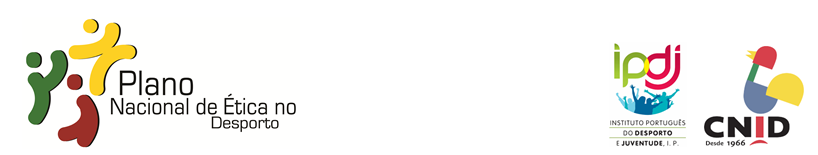 Plano
Nacional de Ética no
Desporto
ipdj
INSTITUTO PORTUGUÊS
DO DESPORTO
E JUVENTUDE, I. P.
CNID
Desde 1966